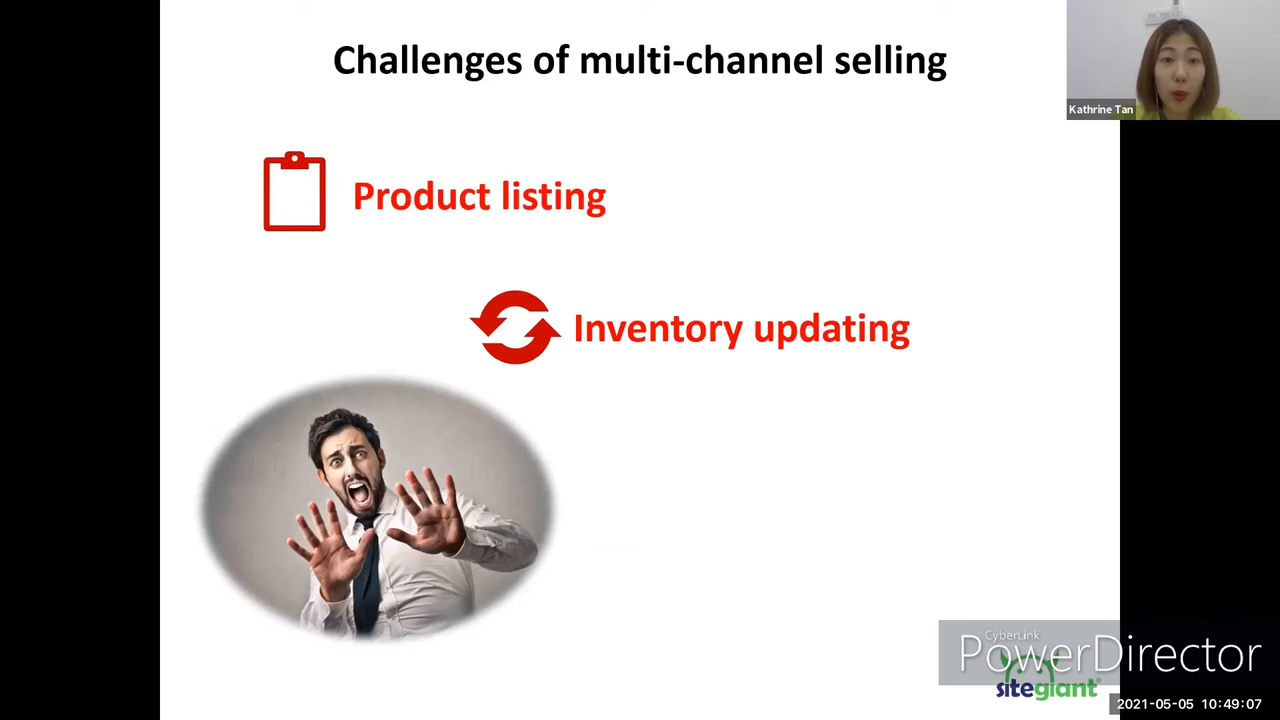 Challenges of multi-channel selling
Kathrine Tan
Product listing
Inventory updating
CyberLink
PowerDirector
sitegiant
2021-05-05 10:49:07